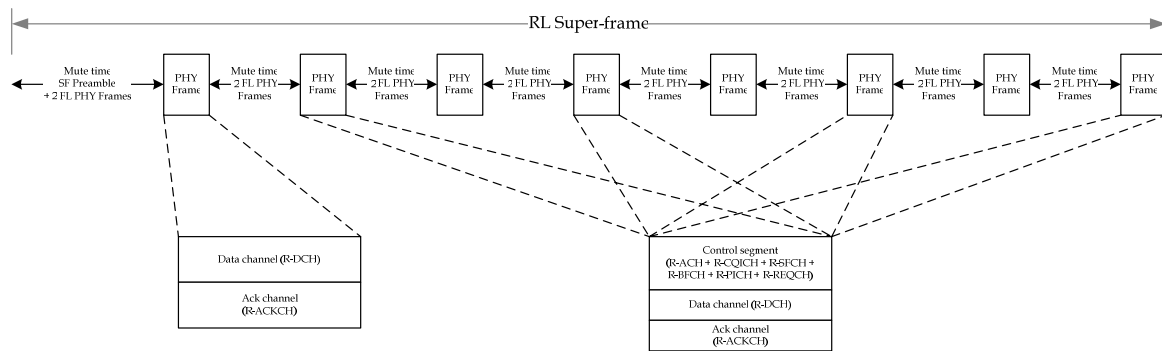 RL Super-frame
Mute time
SF Preamble
+ 2 FL PHY Frames
PHY
Frame
Mute time
2 FL PHY
Frames
PHY
Frame
Mute time
2 FL PHY
Frames
PHY
Frame
Mute time
2 FL PHY
Frames
PHY
Frame
Mute time
2 FL PHY
Frames
PHY
Frame
Mute time
2 FL PHY
Frames
PHY
Frame
Mute time
2 FL PHY
Frames
PHY
Frame
Mute time
2 FL PHY
Frames
PHY
Frame
Data channel (R-DCH)
Ack channel
(R-ACKCH)
Control segment
(R-ACH + R-CQICH + R-SFCH +
R-BFCH + R-PICH + R-REQCH)
Data channel (R-DCH)
Ack channel
(R-ACKCH)